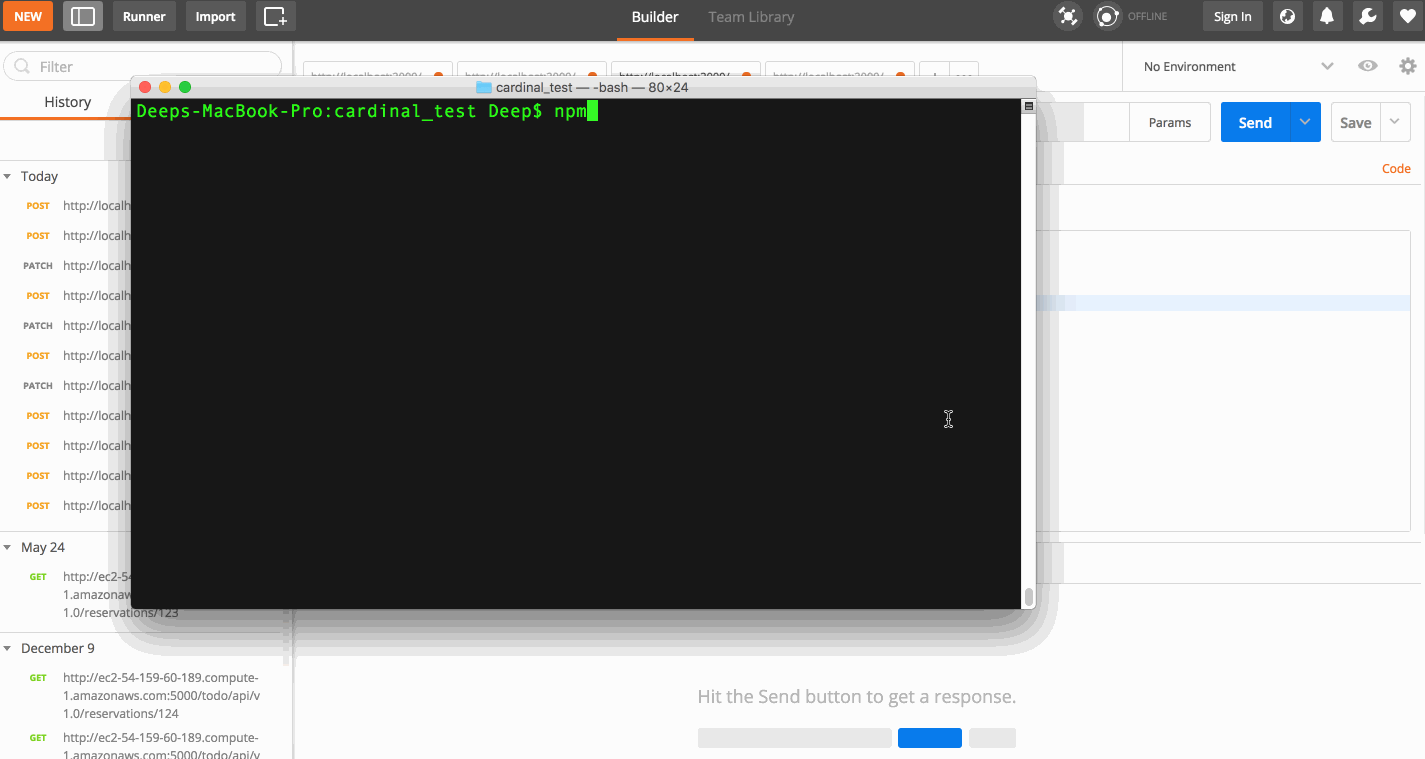 NEW
Runner
Import
Builder
Team Library
OFFLINE
Sign In
Filter
No Environment
cardinal_test — -bash — 80×24
History
Deeps-MacBook-Pro:cardinal_test Deep$ npm
Params
Send
Save
Code
Today
POST http://localh
POST http://localh
PATCH http://localh
POST http://localh
PATCH http://localh
POST http://localh
PATCH http://localh
POST http://localh
POST http://localh
POST http://localh
POST http://localh
May 24
GET http://ec2-54
1.amazonaw
1.0/reservations/123
December 9
GET http://ec2-54-159-60-189.compute-
1.amazonaws.com:5000/todo/api/v
1.0/reservations/124
GET http://ec2-54-159-60-189.compute-
1.amazonaws.com:5000/todo/api/v
Hit the Send button to get a response.